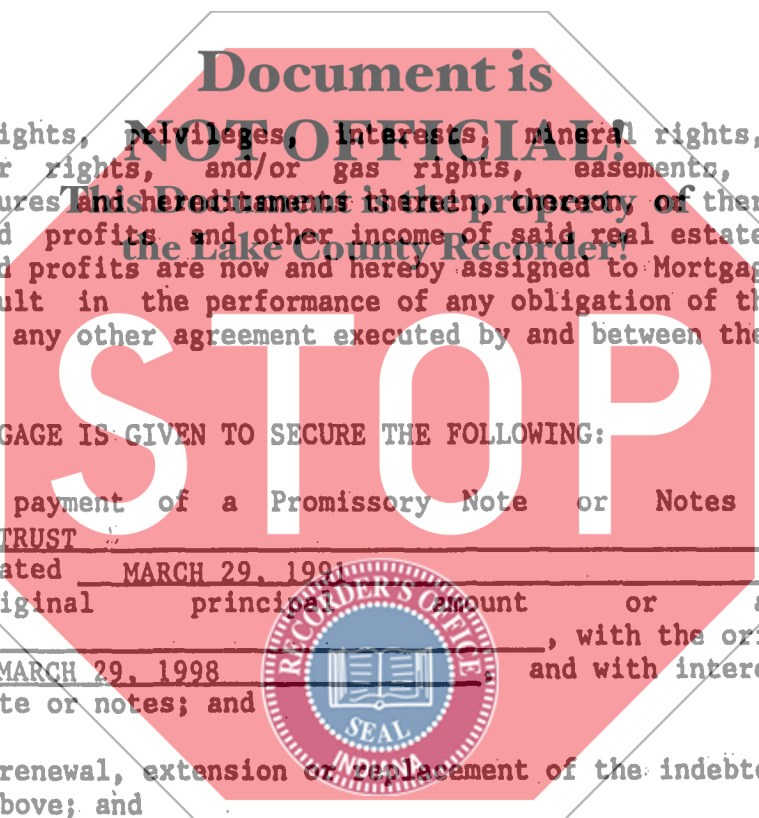 Document is
NOT OFFICIAL!
This Document is the property of
the Lake County Recorder!
STOP
ights, privileges, interests, mineral rights,
r rights, and/or gas rights, easements,
ures and hereditaments therein, thereon, or ther
d profits and other income of said real estate
d profits are now and hereby assigned to Mortgag
ult in the performance of any obligation of th
any other agreement executed by and between the
GAGE IS GIVEN TO SECURE THE FOLLOWING:
payment of a Promissory Note or Notes
TRUST
ated MARCH 29, 1991
iginal principal amount or a
, with the ori
MARCH 29, 1998, and with intere
te or notes; and
renewal, extension or replacement of the indebte
bove; and
RECORDER'S OFFICE
SEAL
INDIANA